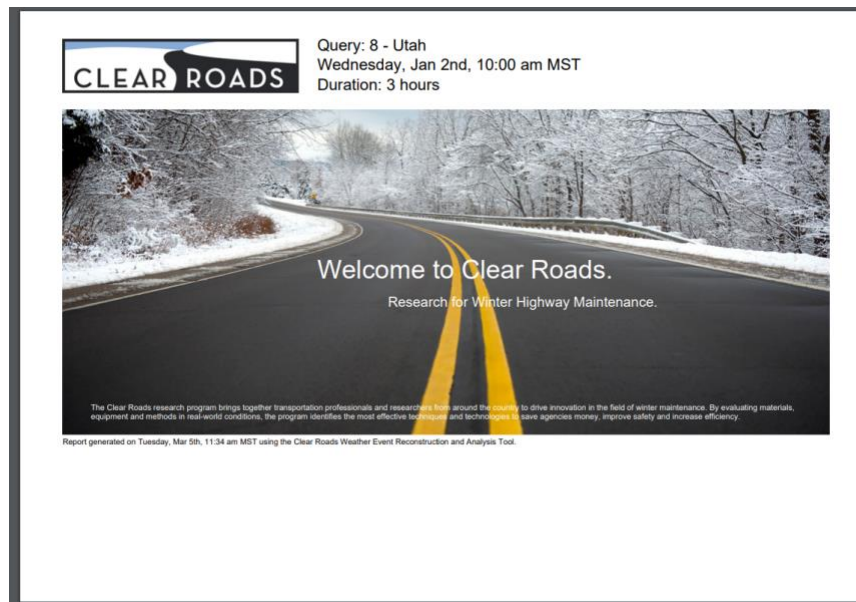 CLEAR ROADS
Query: 8 - Utah
Wednesday, Jan 2nd, 10:00 am MST
Duration: 3 hours
Welcome to Clear Roads.
Research for Winter Highway Maintenance.
The Clear Roads research program brings together transportation professionals and researchers from around the country to drive innovation in the field of winter maintenance. By evaluating materials,
equipment and methods in real-world conditions, the program identifies the most effective techniques and technologies to save agencies money, improve safety and increase efficiency.
Report generated on Tuesday, Mar 5th, 11:34 am MST using the Clear Roads Weather Event Reconstruction and Analysis Tool.